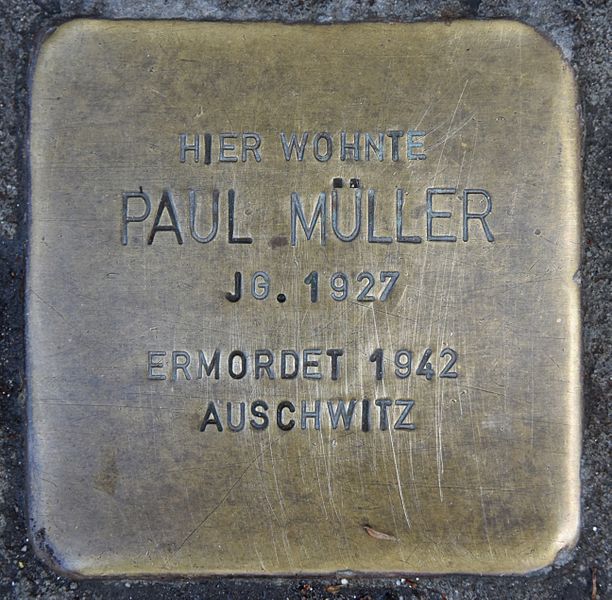 HIER WOHNTE
PAUL MÜLLER
JG. 1927
ERMORDET 1942
AUSCHWITZ